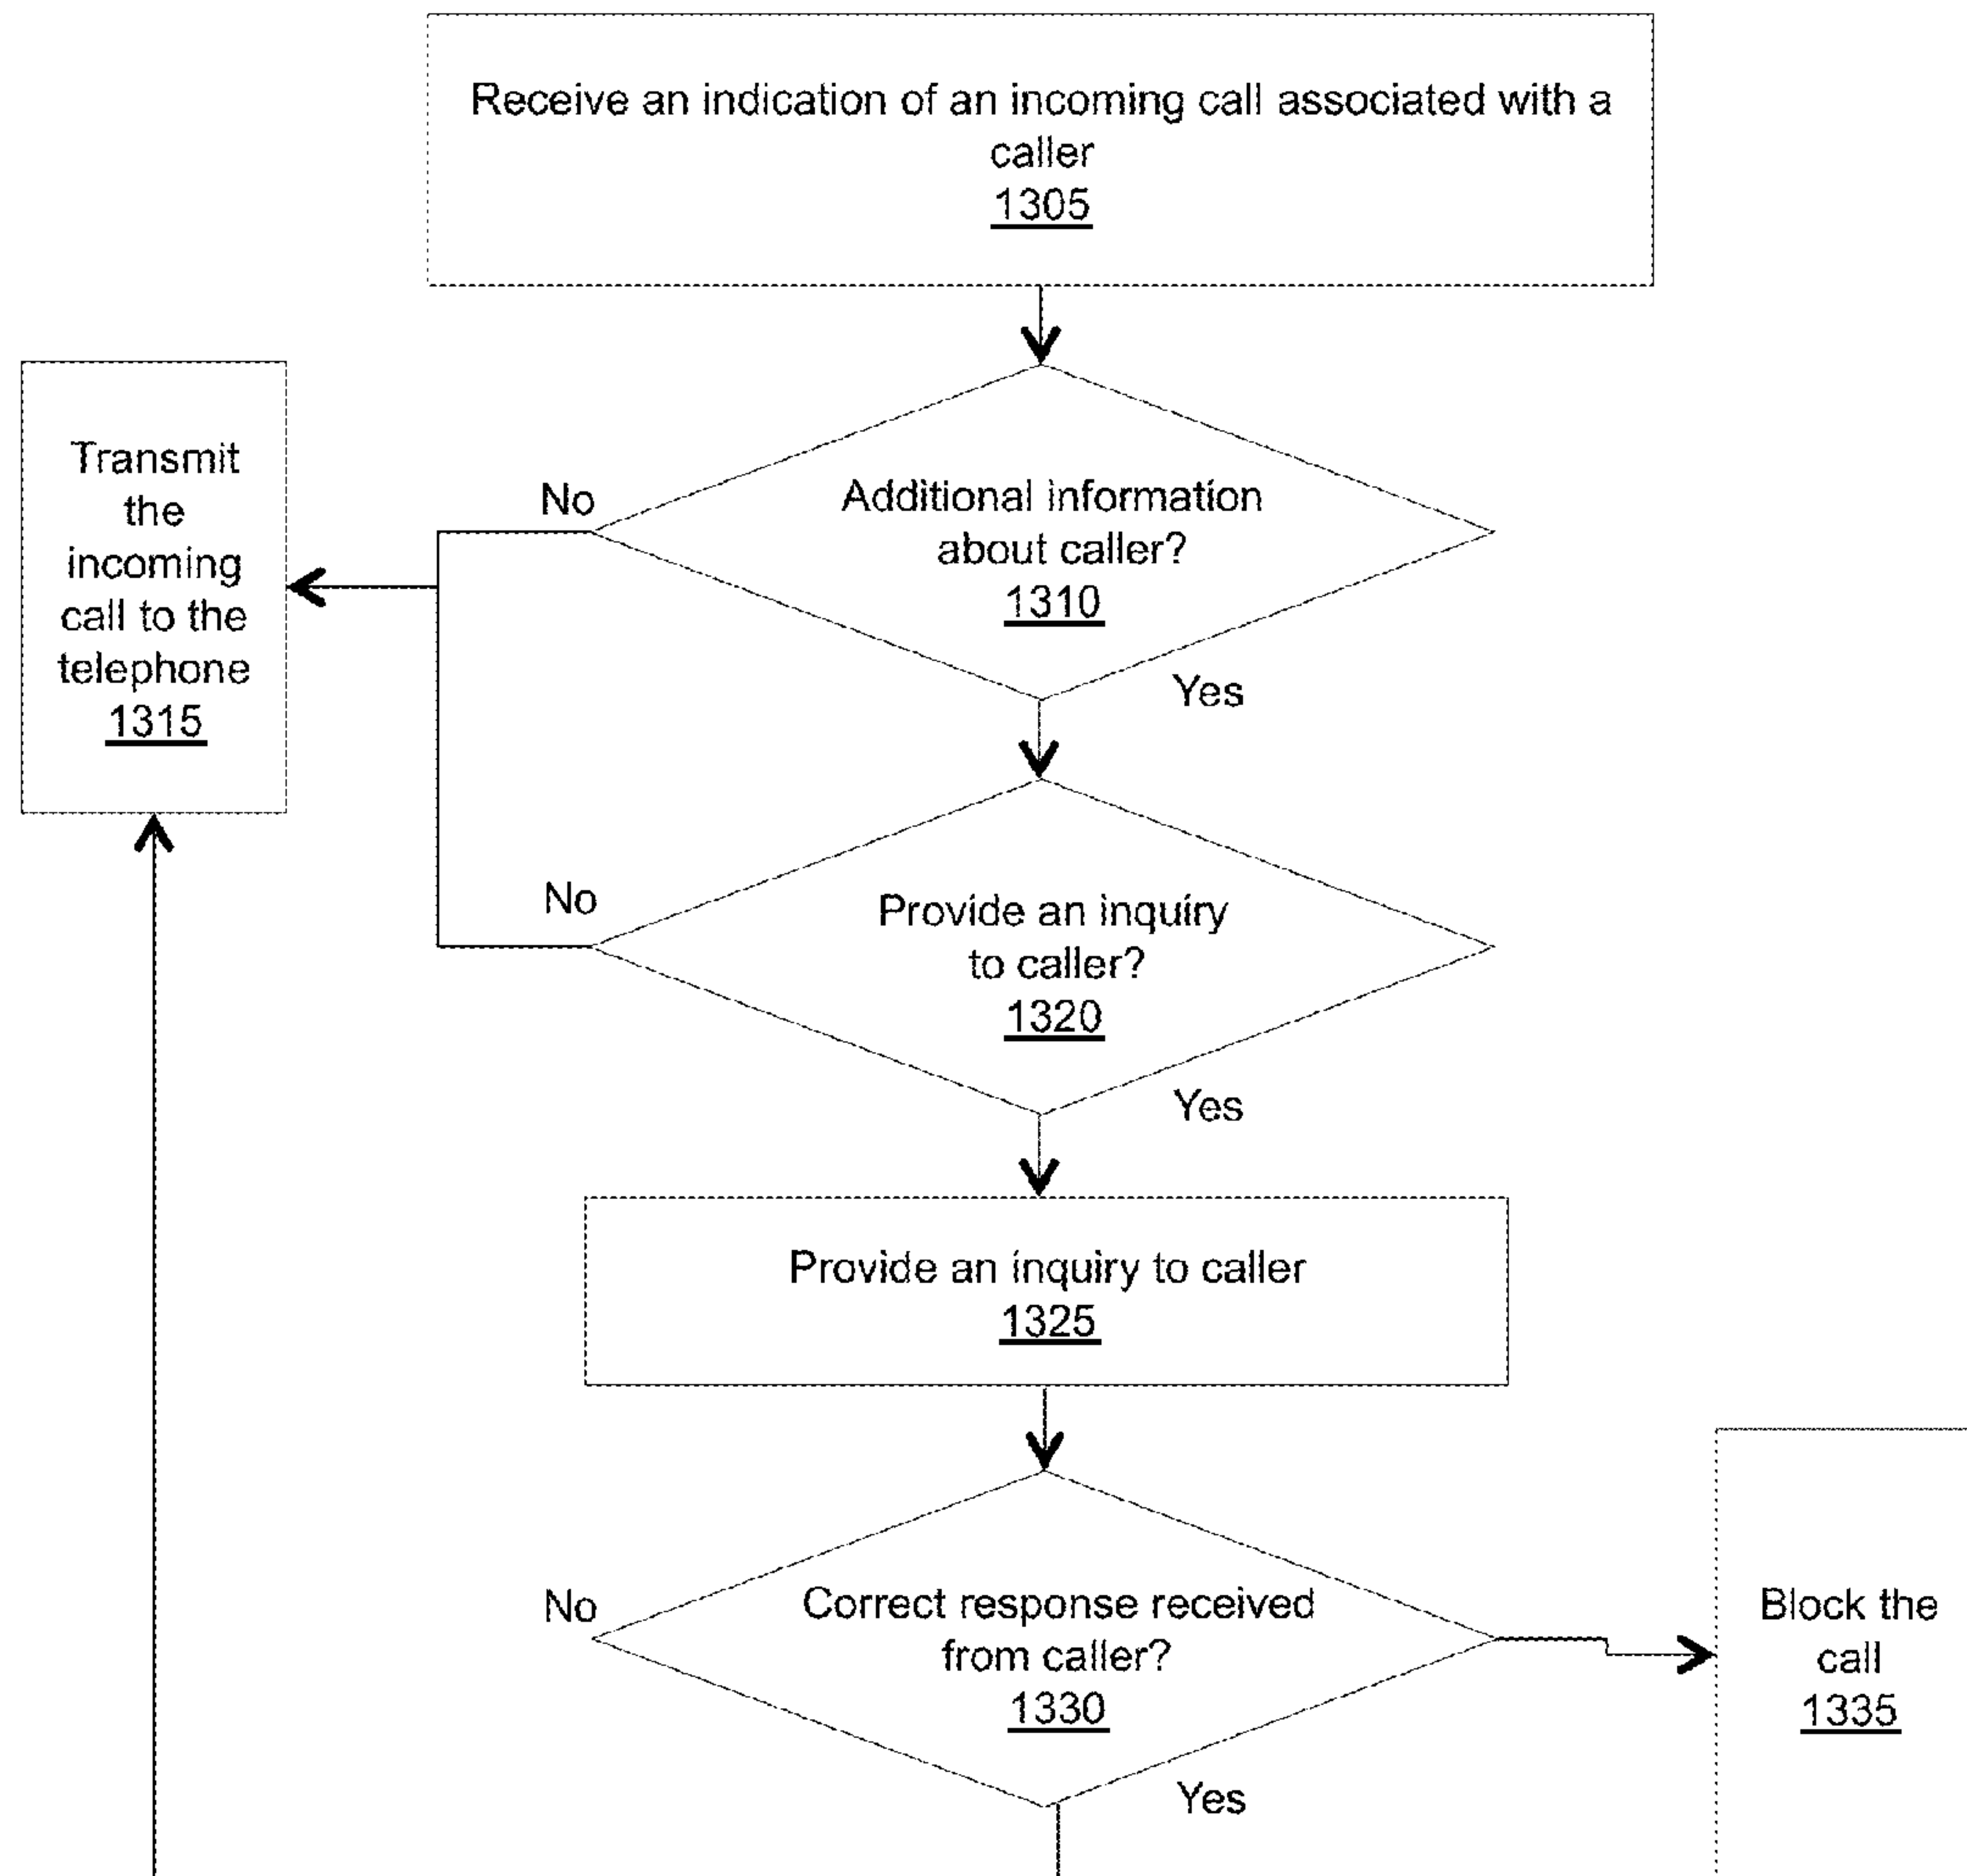 Receive an indication of an incoming call associated with a
caller
1305
Transmit
the
incoming
call to the
telephone
1315
No
Additional information
about caller?
1310
Yes
No
Provide an inquiry
to caller?
1320
Yes
Provide an inquiry to caller
1325
No
Correct response received
from caller?
1330
Yes
Block the
call
1335